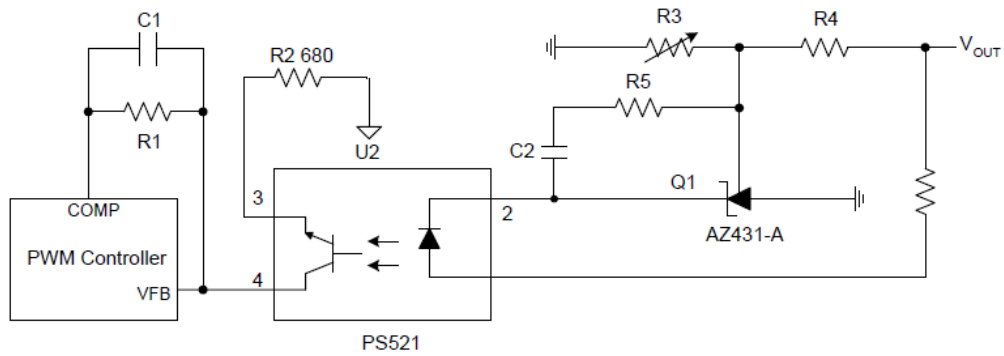 C1
R1
R2 680
U2
R3
R4
V_OUT
R5
C2
Q1
AZ431-A
COMP
PWM Controller
VFB
3
4
2
PS521